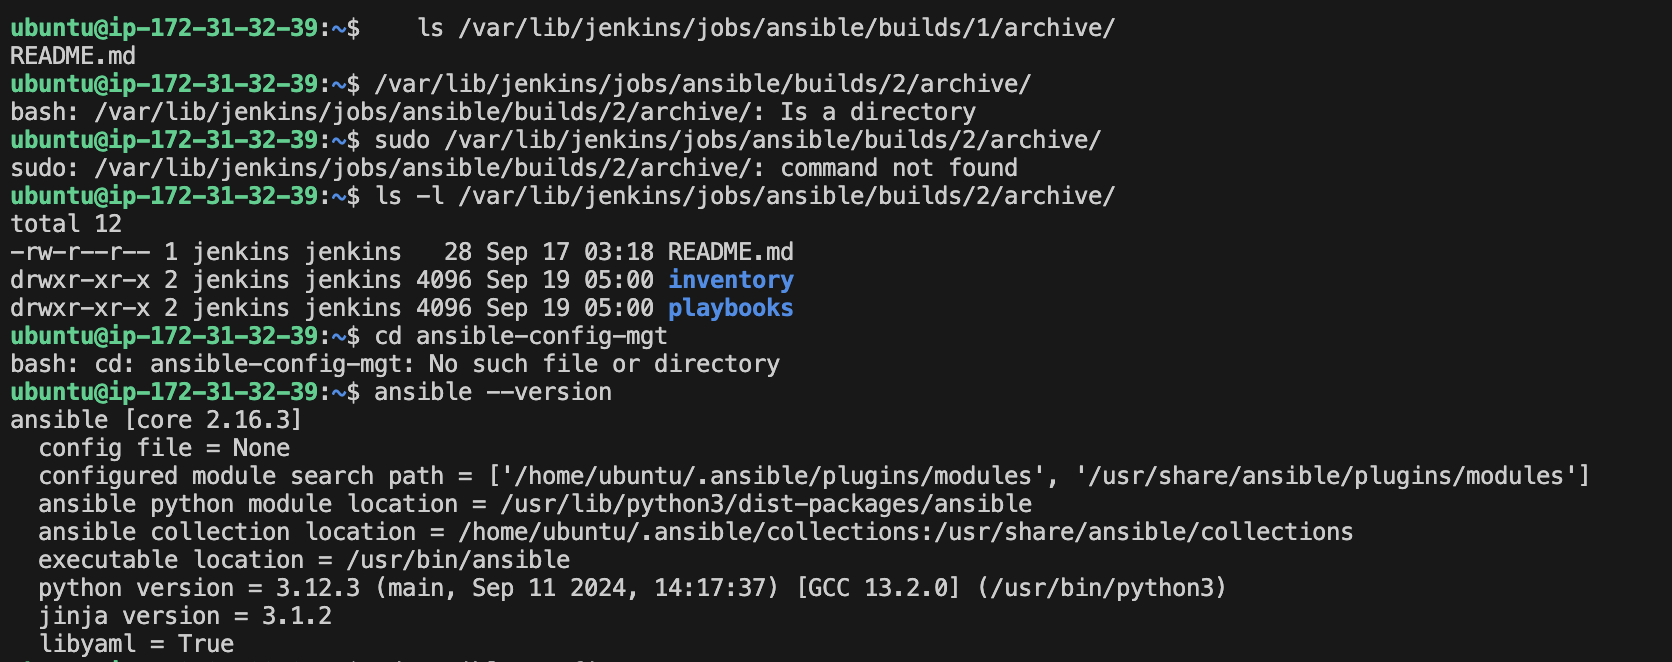 ubuntu@ip-172-31-32-39:~$    ls /var/lib/jenkins/jobs/ansible/builds/1/archive/
README.md
ubuntu@ip-172-31-32-39:~$ /var/lib/jenkins/jobs/ansible/builds/2/archive/
bash: /var/lib/jenkins/jobs/ansible/builds/2/archive/: Is a directory
ubuntu@ip-172-31-32-39:~$ sudo /var/lib/jenkins/jobs/ansible/builds/2/archive/
sudo: /var/lib/jenkins/jobs/ansible/builds/2/archive/: command not found
ubuntu@ip-172-31-32-39:~$ ls -l /var/lib/jenkins/jobs/ansible/builds/2/archive/
total 12
-rw-r--r-- 1 jenkins jenkins   28 Sep 17 03:18 README.md
drwxr-xr-x 2 jenkins jenkins 4096 Sep 19 05:00 inventory
drwxr-xr-x 2 jenkins jenkins 4096 Sep 19 05:00 playbooks
ubuntu@ip-172-31-32-39:~$ cd ansible-config-mgt
bash: cd: ansible-config-mgt: No such file or directory
ubuntu@ip-172-31-32-39:~$ ansible --version
ansible [core 2.16.3]
  config file = None
  configured module search path = ['/home/ubuntu/.ansible/plugins/modules', '/usr/share/ansible/plugins/modules']
  ansible python module location = /usr/lib/python3/dist-packages/ansible
  ansible collection location = /home/ubuntu/.ansible/collections:/usr/share/ansible/collections
  executable location = /usr/bin/ansible
  python version = 3.12.3 (main, Sep 11 2024, 14:17:37) [GCC 13.2.0] (/usr/bin/python3)
  jinja version = 3.1.2
  libyaml = True